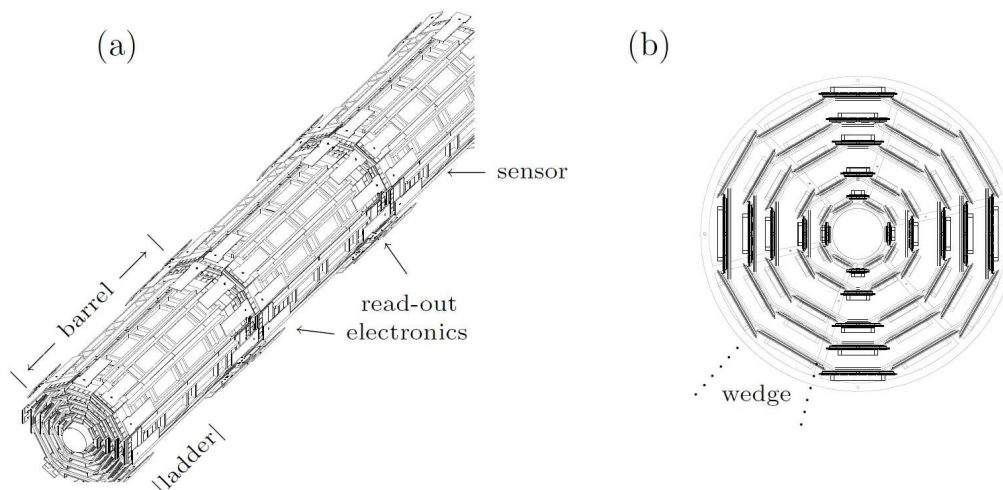 (a)
(b)
sensor
barrel
read-out
electronics
wedge
|ladder|